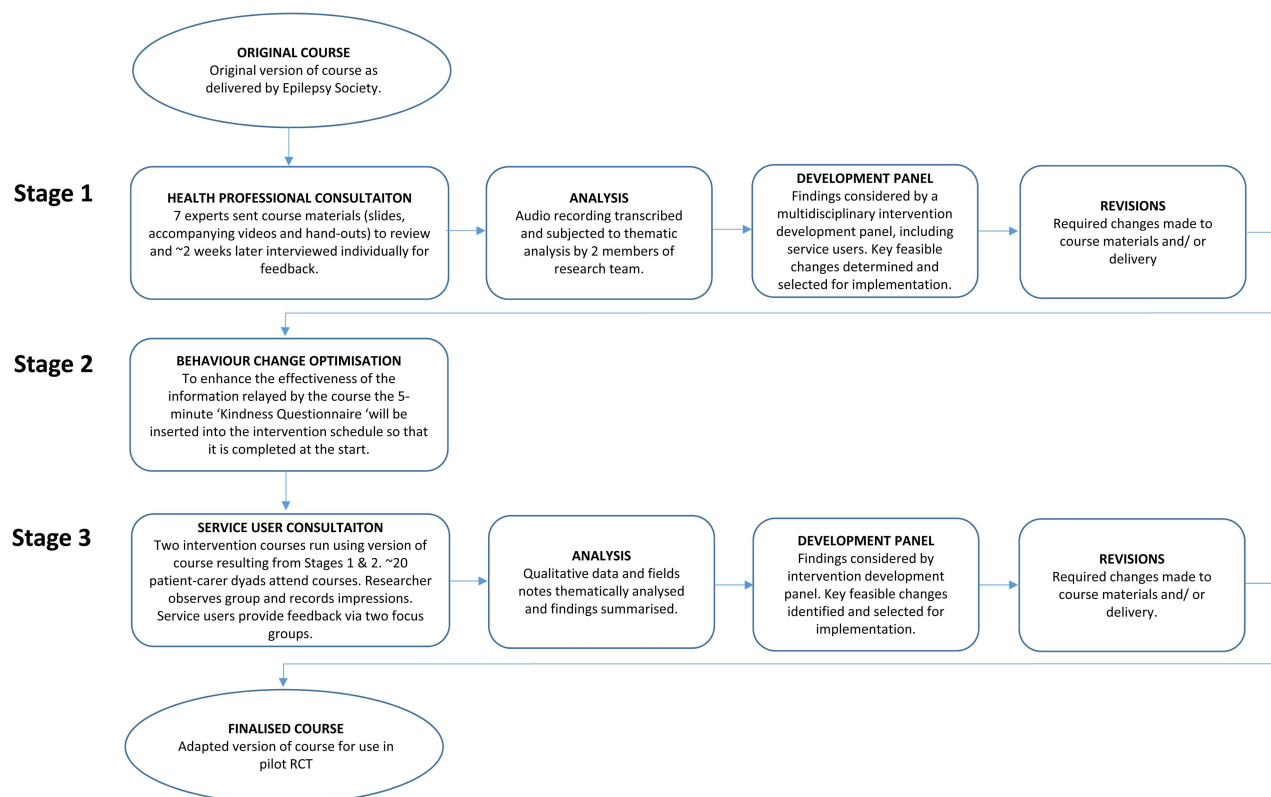 ORIGINAL COURSE
Original version of course as
delivered by Epilepsy Society.
Stage 1
HEALTH PROFESSIONAL CONSULTAITON
7 experts sent course materials (slides,
accompanying videos and hand-outs) to review
and ~2 weeks later interviewed individually for
feedback.
ANALYSIS
Audio recording transcribed
and subjected to thematic
analysis by 2 members of
research team.
DEVELOPMENT PANEL
Findings considered by a
multidisciplinary intervention
development panel, including
service users. Key feasible
changes determined and
selected for implementation.
REVISIONS
Required changes made to
course materials and/ or
delivery
Stage 2
BEHAVIOUR CHANGE OPTIMISATION
To enhance the effectiveness of the
information relayed by the course the 5-
minute ‘Kindness Questionnaire ‘will be
inserted into the intervention schedule so that
it is completed at the start.
Stage 3
SERVICE USER CONSULTAITON
Two intervention courses run using version of
course resulting from Stages 1 & 2. ~20
patient-carer dyads attend courses. Researcher
observes group and records impressions.
Service users provide feedback via two focus
groups.
ANALYSIS
Qualitative data and fields
notes thematically analysed
and findings summarised.
DEVELOPMENT PANEL
Findings considered by
intervention development
panel. Key feasible changes
identified and selected for
implementation.
REVISIONS
Required changes made to
course materials and/ or
delivery.
FINALISED COURSE
Adapted version of course for use in
pilot RCT